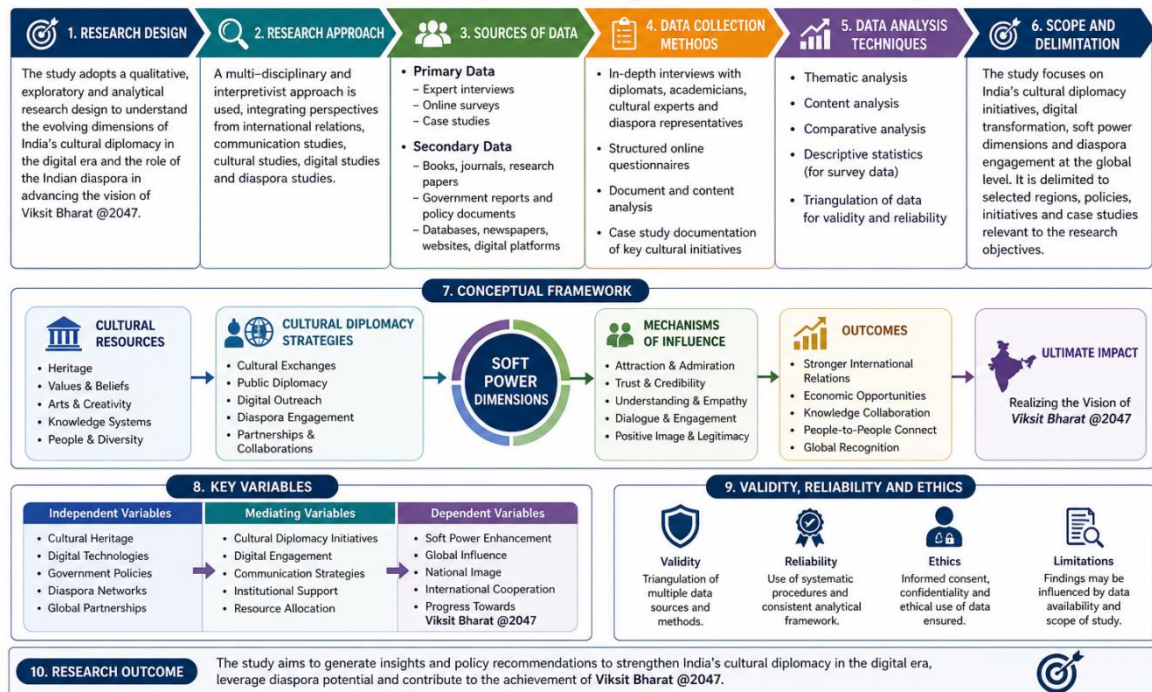 1. RESEARCH DESIGN
The study adopts a qualitative,
exploratory and analytical
research design to understand
the evolving dimensions of
India's cultural diplomacy in
the digital era and the role of
the Indian diaspora in
advancing the vision of
Viksit Bharat @2047.
2. RESEARCH APPROACH
A multi–disciplinary and
interpretivist approach is
used, integrating perspectives
from international relations,
communication studies,
cultural studies, digital studies
and diaspora studies.
3. SOURCES OF DATA
• Primary Data
– Expert interviews
– Online surveys
– Case studies
• Secondary Data
– Books, journals, research
papers
– Government reports and
policy documents
– Databases, newspapers,
websites, digital platforms
4. DATA COLLECTION
METHODS
• In-depth interviews with
diplomats, academicians,
cultural experts and
diaspora representatives
• Structured online
questionnaires
• Document and content
analysis
• Case study documentation
of key cultural initiatives
5. DATA ANALYSIS
TECHNIQUES
• Thematic analysis
• Content analysis
• Comparative analysis
• Descriptive statistics
(for survey data)
• Triangulation of data
for validity and reliability
6. SCOPE AND
DELIMITATION
The study focuses on
India's cultural diplomacy
initiatives, digital
transformation, soft power
dimensions and diaspora
engagement at the global
level. It is delimited to
selected regions, policies,
initiatives and case studies
relevant to the research
objectives.
7. CONCEPTUAL FRAMEWORK
CULTURAL
RESOURCES
• Heritage
• Values & Beliefs
• Arts & Creativity
• Knowledge Systems
• People & Diversity
CULTURAL DIPLOMACY
STRATEGIES
• Cultural Exchanges
• Public Diplomacy
• Digital Outreach
• Diaspora Engagement
• Partnerships &
Collaborations
SOFT
POWER
DIMENSIONS
MECHANISMS
OF INFLUENCE
• Attraction & Admiration
• Trust & Credibility
• Understanding & Empathy
• Dialogue & Engagement
• Positive Image & Legitimacy
OUTCOMES
• Stronger International
Relations
• Economic Opportunities
• Knowledge Collaboration
• People-to-People Connect
• Global Recognition
ULTIMATE IMPACT
Realizing the Vision of
Viksit Bharat @2047
8. KEY VARIABLES
Independent Variables
• Cultural Heritage
• Digital Technologies
• Government Policies
• Diaspora Networks
• Global Partnerships
Mediating Variables
• Cultural Diplomacy Initiatives
• Digital Engagement
• Communication Strategies
• Institutional Support
• Resource Allocation
Dependent Variables
• Soft Power Enhancement
• Global Influence
• National Image
• International Cooperation
• Progress Towards
Viksit Bharat @2047
9. VALIDITY, RELIABILITY AND ETHICS
Validity
Triangulation of
multiple data
sources and
methods.
Reliability
Use of systematic
procedures and
consistent analytical
framework.
Ethics
Informed consent,
confidentiality and
ethical use of data
ensured.
Limitations
Findings may be
influenced by data
availability and
scope of study.
10. RESEARCH OUTCOME
The study aims to generate insights and policy recommendations to strengthen India's cultural diplomacy in the digital era,
leverage diaspora potential and contribute to the achievement of Viksit Bharat @2047.